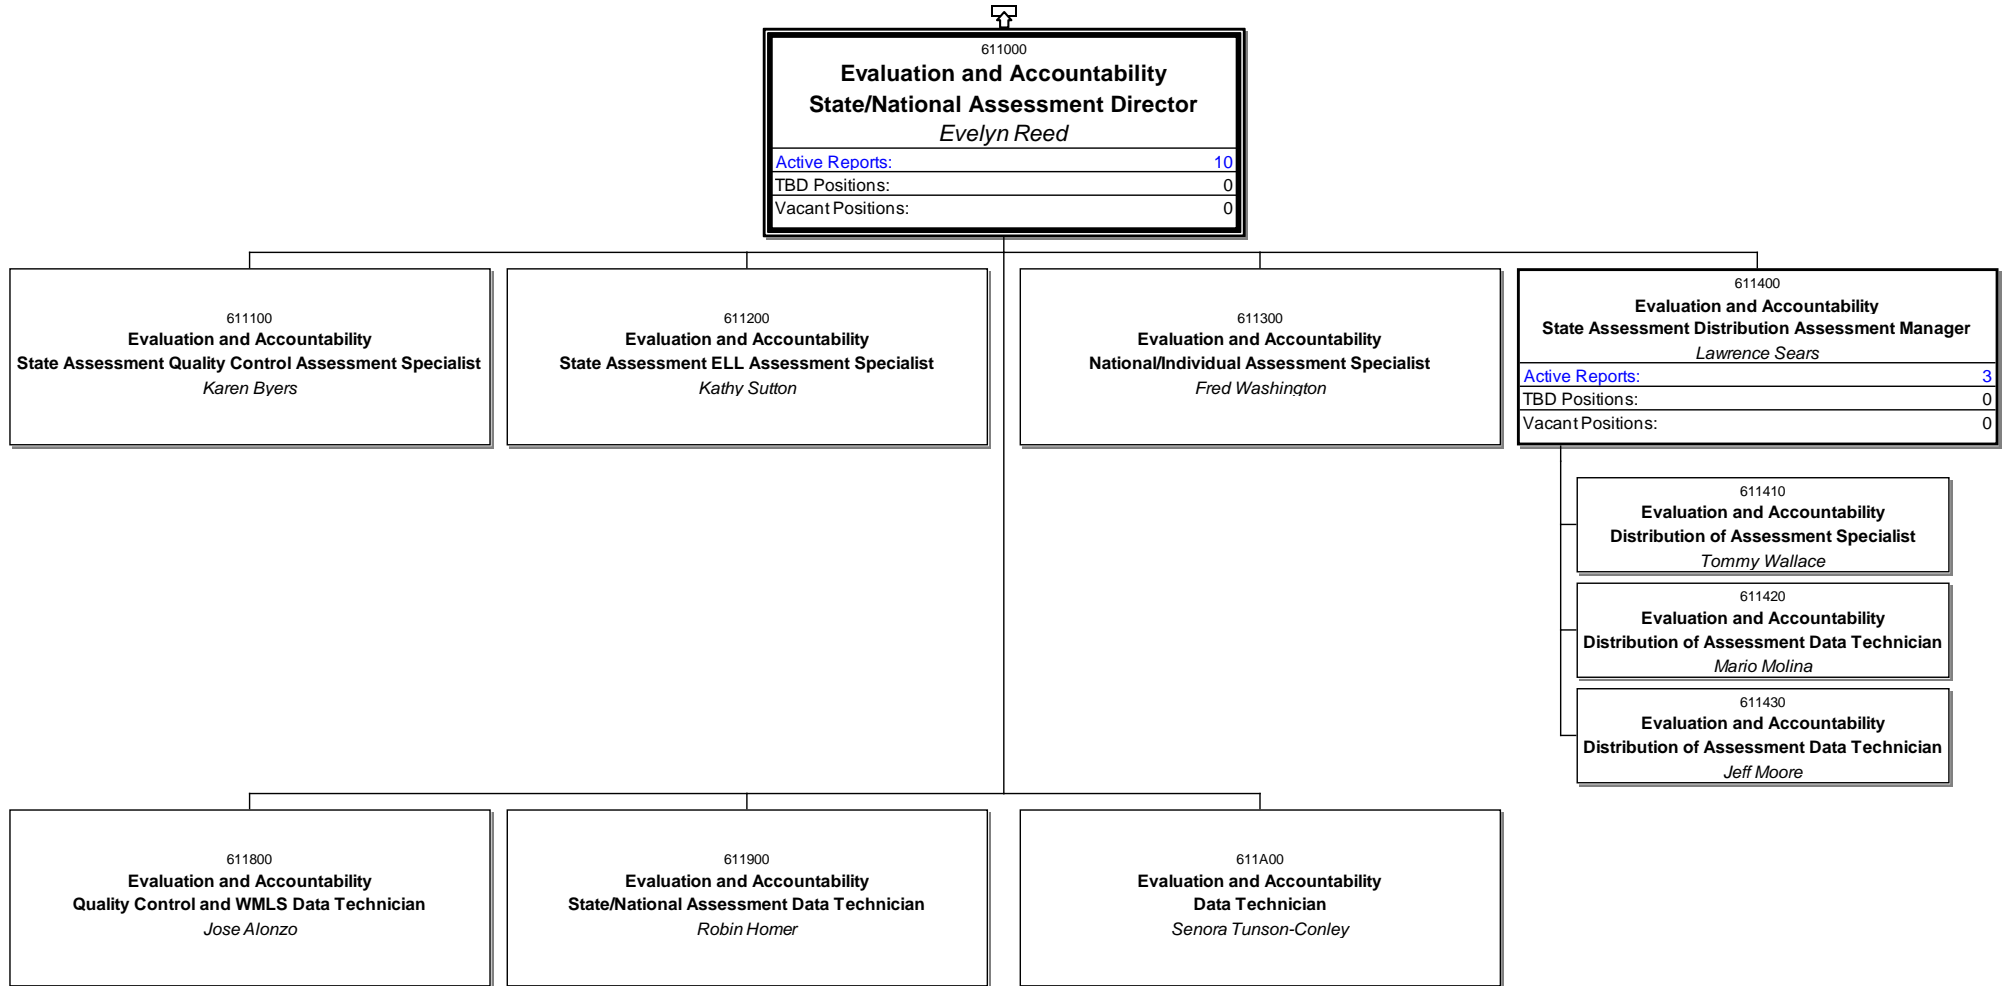 611000
Evaluation and Accountability
State/National Assessment Director
Evelyn Reed
Active Reports: 10
TBD Positions: 0
Vacant Positions: 0
611100
Evaluation and Accountability
State Assessment Quality Control Assessment Specialist
Karen Byers
611200
Evaluation and Accountability
State Assessment ELL Assessment Specialist
Kathy Sutton
611300
Evaluation and Accountability
National/Individual Assessment Specialist
Fred Washington
611400
Evaluation and Accountability
State Assessment Distribution Assessment Manager
Lawrence Sears
Active Reports: 3
TBD Positions: 0
Vacant Positions: 0
611410
Evaluation and Accountability
Distribution of Assessment Specialist
Tommy Wallace
611420
Evaluation and Accountability
Distribution of Assessment Data Technician
Mario Molina
611430
Evaluation and Accountability
Distribution of Assessment Data Technician
Jeff Moore
611800
Evaluation and Accountability
Quality Control and WMLS Data Technician
Jose Alonzo
611900
Evaluation and Accountability
State/National Assessment Data Technician
Robin Homer
611A00
Evaluation and Accountability
Data Technician
Senora Tunson-Conley